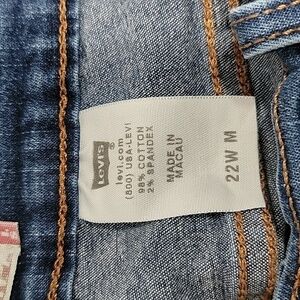 Levi's®
levi.com
(800) USA-LEVI
98% COTTON
2% SPANDEX
MADE IN
MACAU
22W M